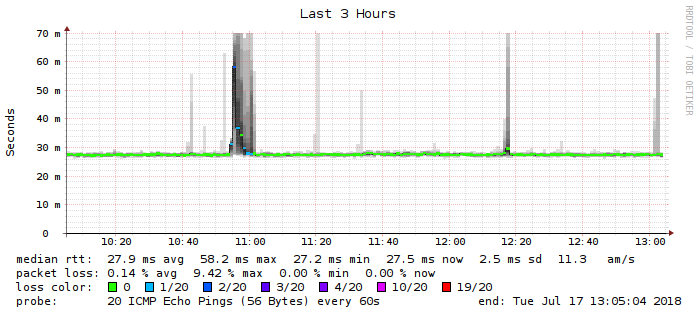 Last 3 Hours
RRDTOOL / TOBI OETIKER
Seconds
70 m
60 m
50 m
40 m
30 m
20 m
10 m
0
10:20 10:40 11:00 11:20 11:40 12:00 12:20 12:40 13:00
median rtt: 27.9 ms avg 58.2 ms max 27.2 ms min 27.5 ms now 2.5 ms sd 11.3 am/s
packet loss: 0.14 % avg 9.42 % max 0.00 % min 0.00 % now
loss color: 0 1/20 2/20 3/20 4/20 10/20 19/20
probe: 20 ICMP Echo Pings (56 Bytes) every 60s end: Tue Jul 17 13:05:04 2018